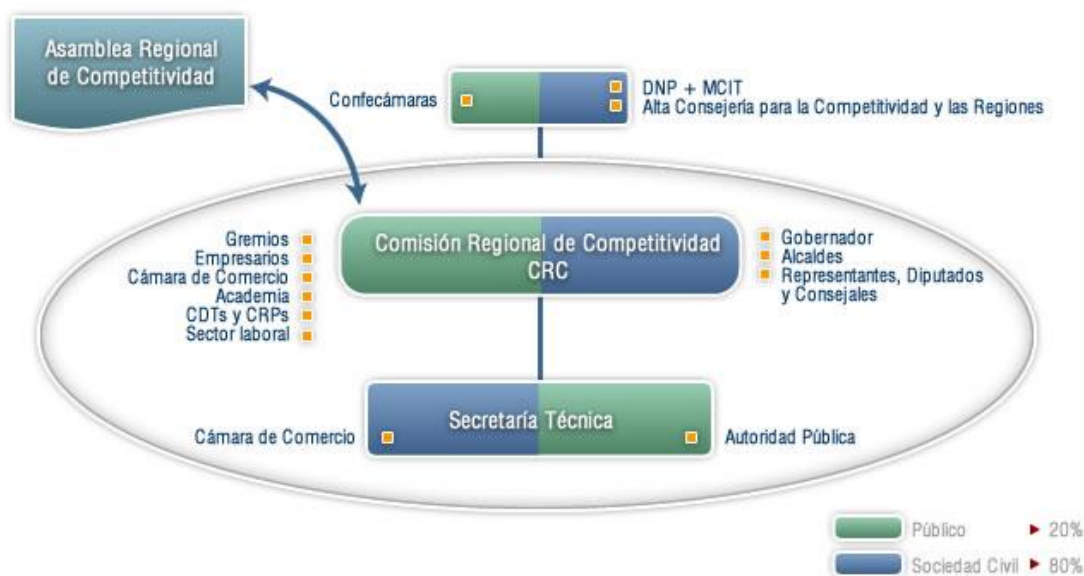 Asamblea Regional
de Competitividad
Confecámaras
DNP + MCIT
Alta Consejería para la Competitividad y las Regiones
Gremios
Empresarios
Cámara de Comercio
Academia
CDTs y CRPs
Sector laboral
Comisión Regional de Competitividad
CRC
Gobernador
Alcaldes
Representantes, Diputados
y Consejales
Secretaría Técnica
Cámara de Comercio
Autoridad Pública
Público 20%
Sociedad Civil 80%